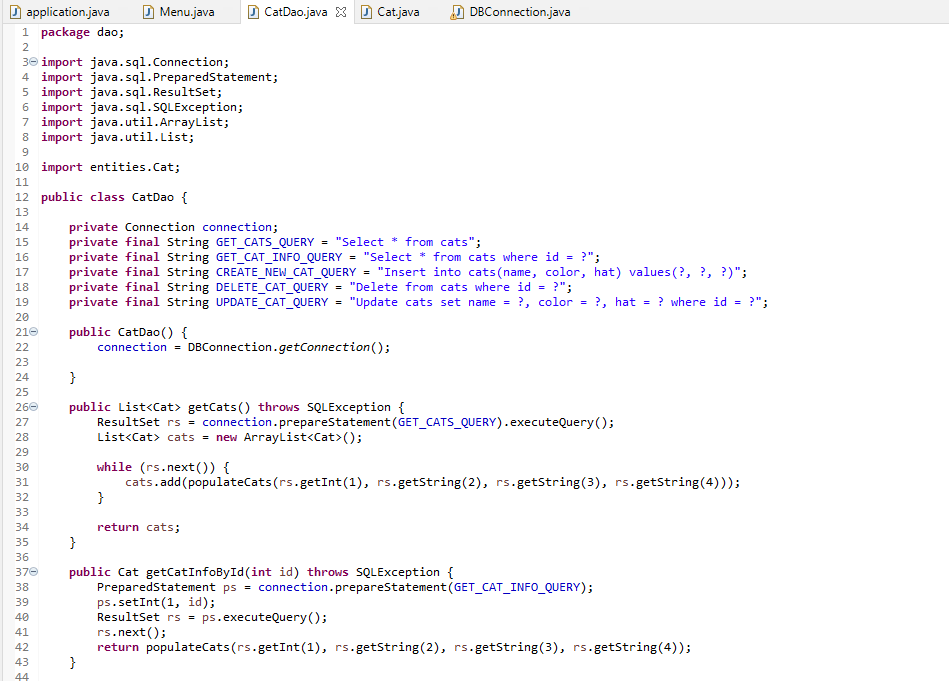 application.java Menu.java CatDao.java Cat.java DBConnection.java
1 package dao;
2
3 import java.sql.Connection;
4 import java.sql.PreparedStatement;
5 import java.sql.ResultSet;
6 import java.sql.SQLException;
7 import java.util.ArrayList;
8 import java.util.List;
9
10 import entities.Cat;
11
12 public class CatDao {
13
14     private Connection connection;
15     private final String GET_CATS_QUERY = "Select * from cats";
16     private final String GET_CAT_INFO_QUERY = "Select * from cats where id = ?";
17     private final String CREATE_NEW_CAT_QUERY = "Insert into cats(name, color, hat) values(?, ?, ?)";
18     private final String DELETE_CAT_QUERY = "Delete from cats where id = ?";
19     private final String UPDATE_CAT_QUERY = "Update cats set name = ?, color = ?, hat = ? where id = ?";
20
21     public CatDao() {
22         connection = DBConnection.getConnection();
23
24     }
25
26     public List<Cat> getCats() throws SQLException {
27         ResultSet rs = connection.prepareStatement(GET_CATS_QUERY).executeQuery();
28         List<Cat> cats = new ArrayList<Cat>();
29
30         while (rs.next()) {
31             cats.add(populateCats(rs.getInt(1), rs.getString(2), rs.getString(3), rs.getString(4)));
32         }
33
34         return cats;
35     }
36
37     public Cat getCatInfoById(int id) throws SQLException {
38         PreparedStatement ps = connection.prepareStatement(GET_CAT_INFO_QUERY);
39         ps.setInt(1, id);
40         ResultSet rs = ps.executeQuery();
41         rs.next();
42         return populateCats(rs.getInt(1), rs.getString(2), rs.getString(3), rs.getString(4));
43     }
44